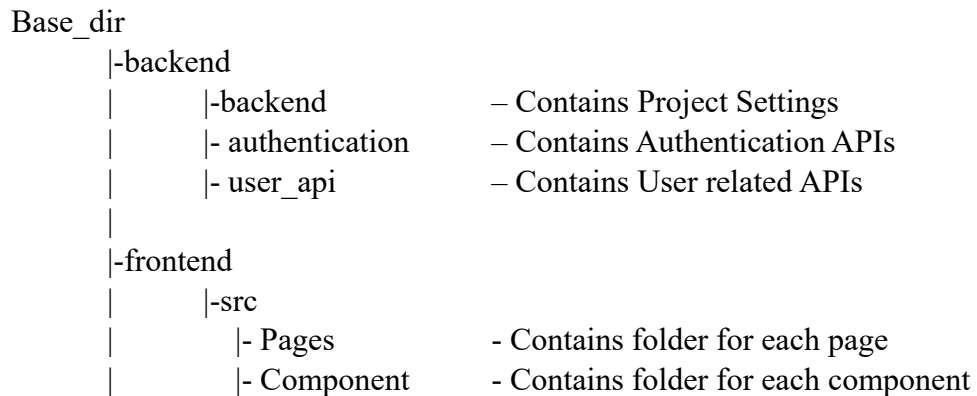 Base_dir
|-backend
| |-backend – Contains Project Settings
| |- authentication – Contains Authentication APIs
| |- user_api – Contains User related APIs
|
|-frontend
| |-src
| |- Pages - Contains folder for each page
| |- Component - Contains folder for each component